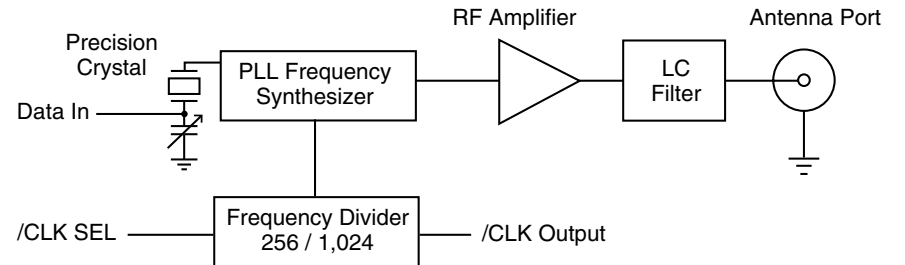 RF Amplifier
Antenna Port
Precision
Crystal
PLL Frequency
Synthesizer
LC
Filter
Data In
/CLK SEL
Frequency Divider
256 / 1,024
/CLK Output